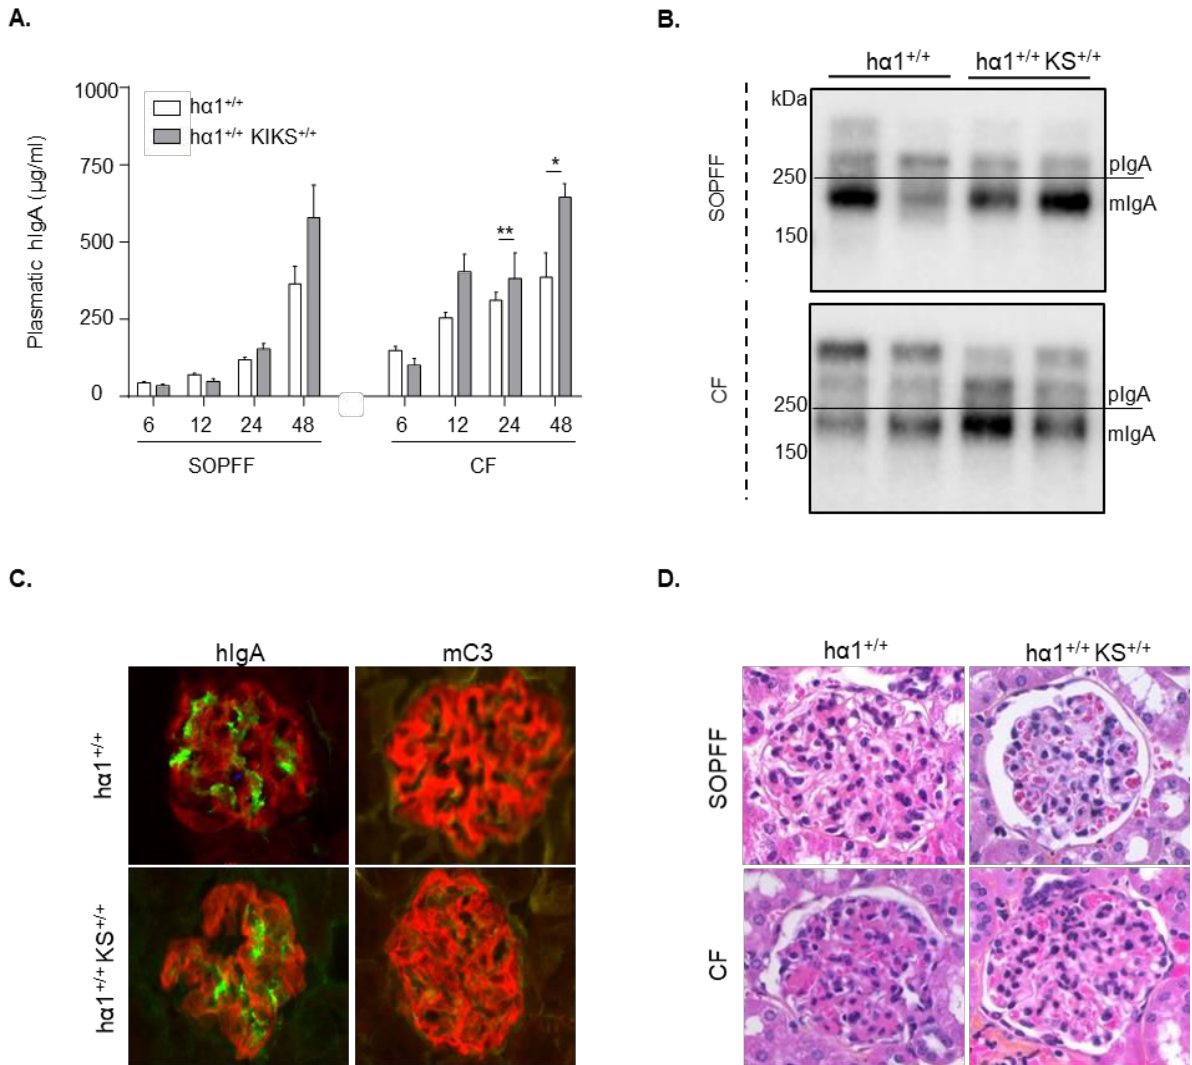 A.
1000
750
500
250
0
Plasmatic hIgA (µg/ml)
hα1+/+
hα1+/+ KIKS+/+
**
*
6 12 24 48 6 12 24 48
SOPFF CF
B.
hα1+/+ hα1+/+ KS+/+
kDa
SOPFF
250
150
pIgA
mIgA
CF
250
150
pIgA
mIgA
C.
hIgA mC3
hα1+/+
hα1+/+ KS+/+
D.
hα1+/+ hα1+/+ KS+/+
SOPFF
CF